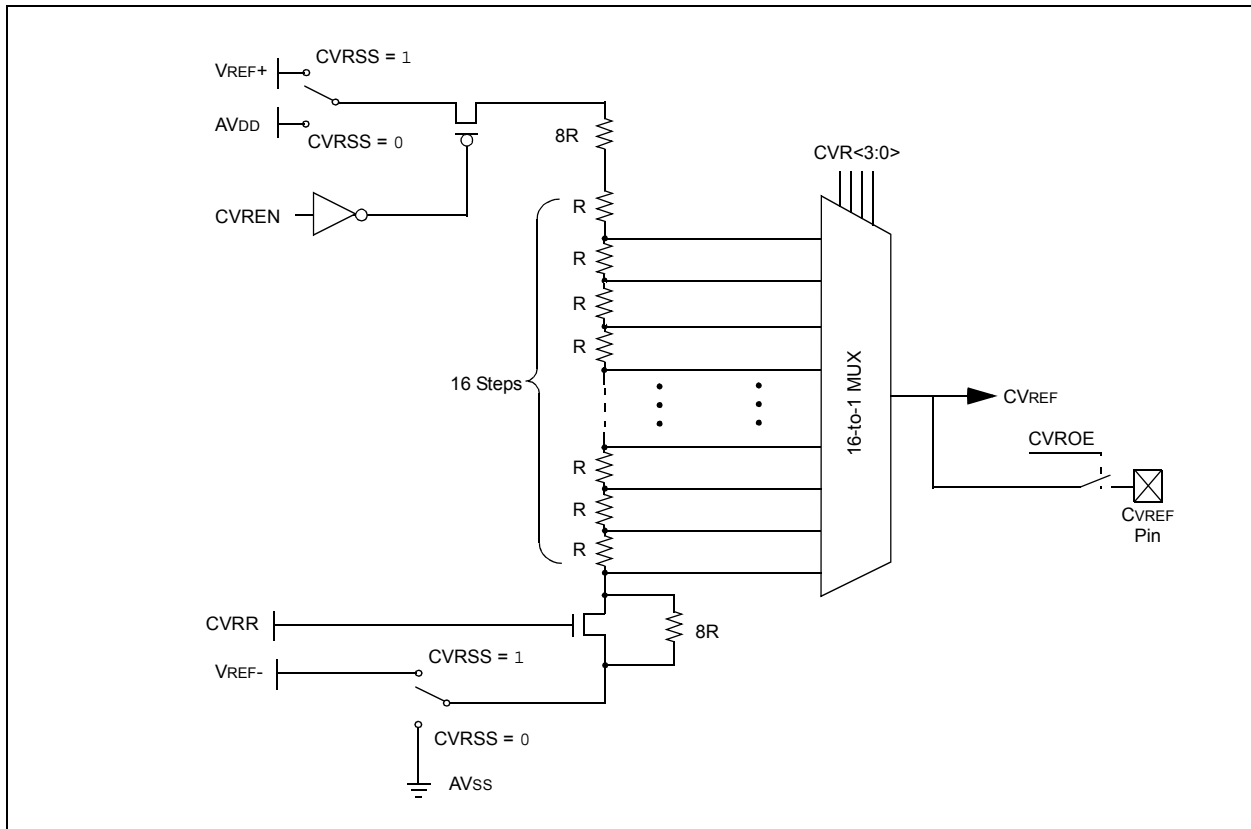 CVRSS = 1
VREF+
AVDD
CVRSS = 0
8R
CVR<3:0>
CVREN
R
R
R
R
16 Steps
16-to-1 MUX
CVREF
CVROE
R
R
R
CVREF
Pin
CVRR
8R
CVRSS = 1
VREF-
CVRSS = 0
AVSS